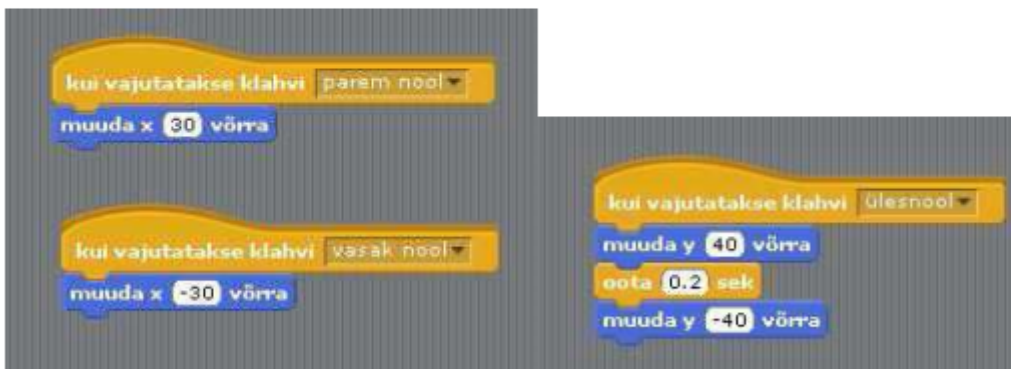 kui vajutatakse klahvi parem nool
muuda x 30 võrra
kui vajutatakse klahvi vasak nool
muuda x -30 võrra
kui vajutatakse klahvi ülesnool
muuda y 40 võrra
oota 0.2 sek
muuda y -40 võrra